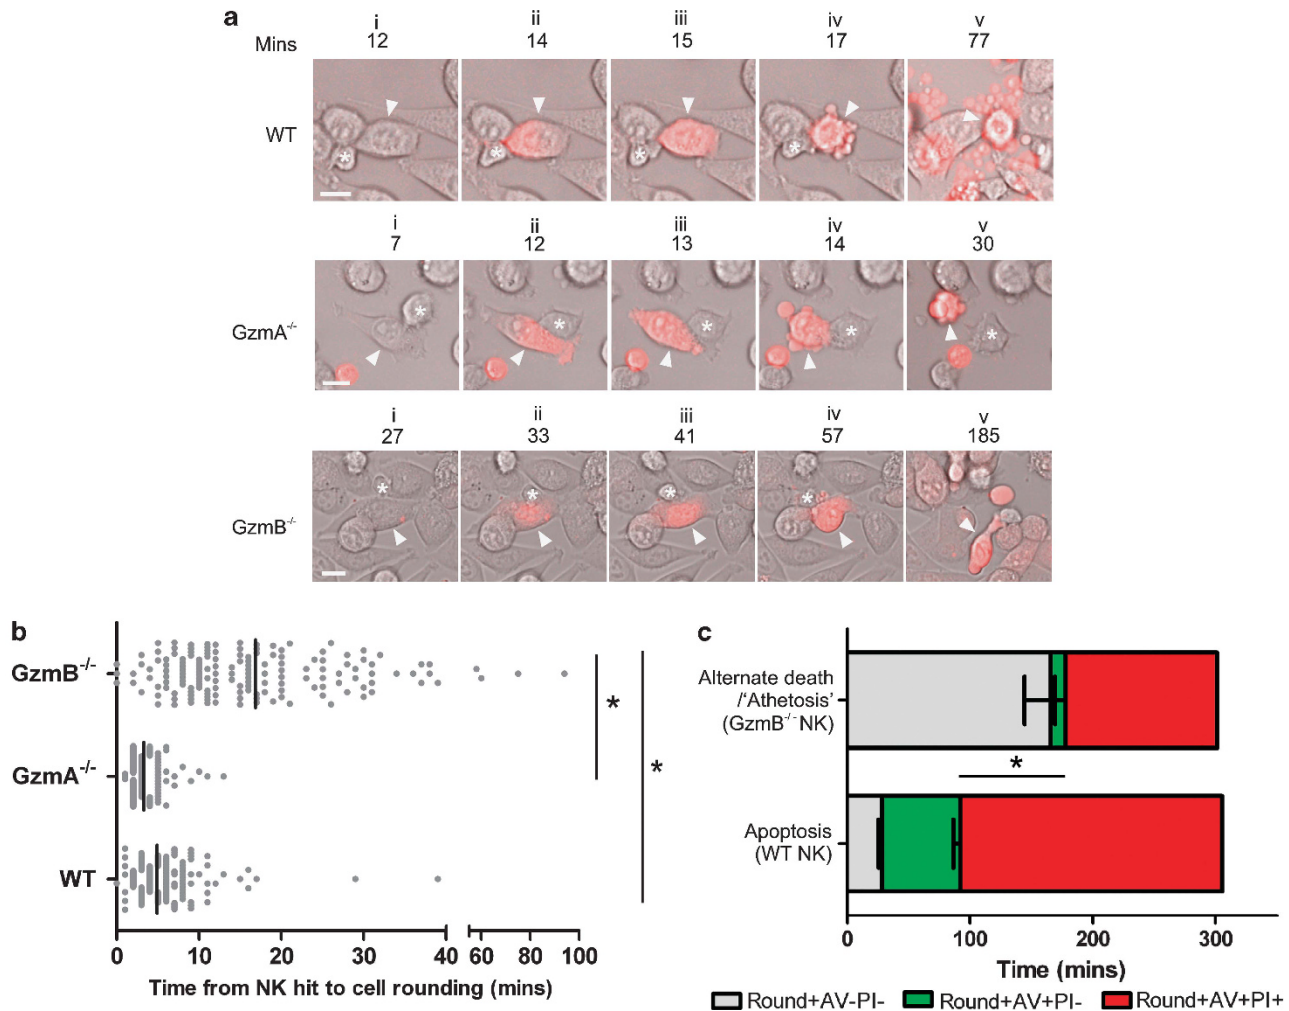 a
i ii iii iv v
Mins 12 14 15 17 77
WT
*
*
*
*
i ii iii iv v
7 12 13 14 30
GzmA-/-
*
*
*
*
*
i ii iii iv v
27 33 41 57 185
GzmB-/-
*
*
*
*
b
GzmB-/-
GzmA-/-
WT
*
*
0 10 20 30 40 60 80 100
Time from NK hit to cell rounding (mins)
c
Alternate death
/'Athetosis'
(GzmB-/- NK)
*
Apoptosis
(WT NK)
0 100 200 300
Time (mins)
Round+AV-PI- Round+AV+PI- Round+AV+PI+